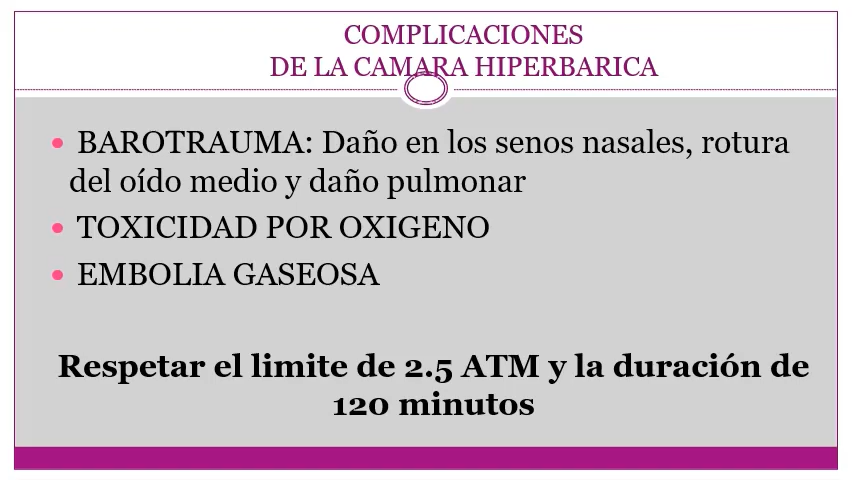 COMPLICACIONES
DE LA CAMARA HIPERBARICA
• BAROTRAUMA: Daño en los senos nasales, rotura
del oído medio y daño pulmonar
• TOXICIDAD POR OXIGENO
• EMBOLIA GASEOSA
Respetar el limite de 2.5 ATM y la duración de
120 minutos